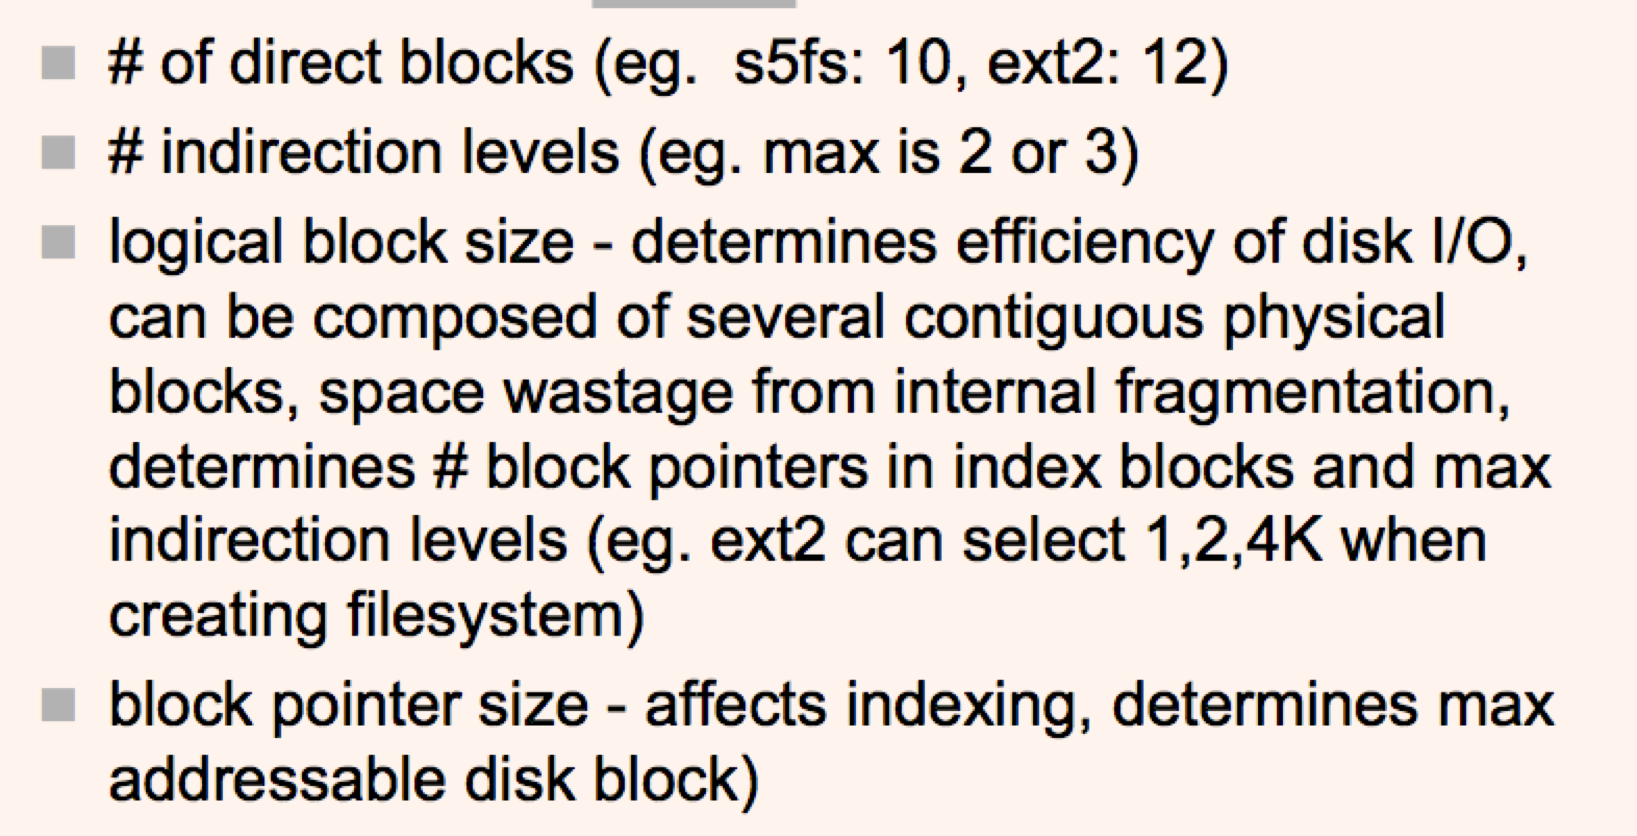 # of direct blocks (eg.  s5fs: 10, ext2: 12)
# indirection levels (eg. max is 2 or 3)
logical block size - determines efficiency of disk I/O,
can be composed of several contiguous physical
blocks, space wastage from internal fragmentation,
determines # block pointers in index blocks and max
indirection levels (eg. ext2 can select 1,2,4K when
creating filesystem)
block pointer size - affects indexing, determines max
addressable disk block)